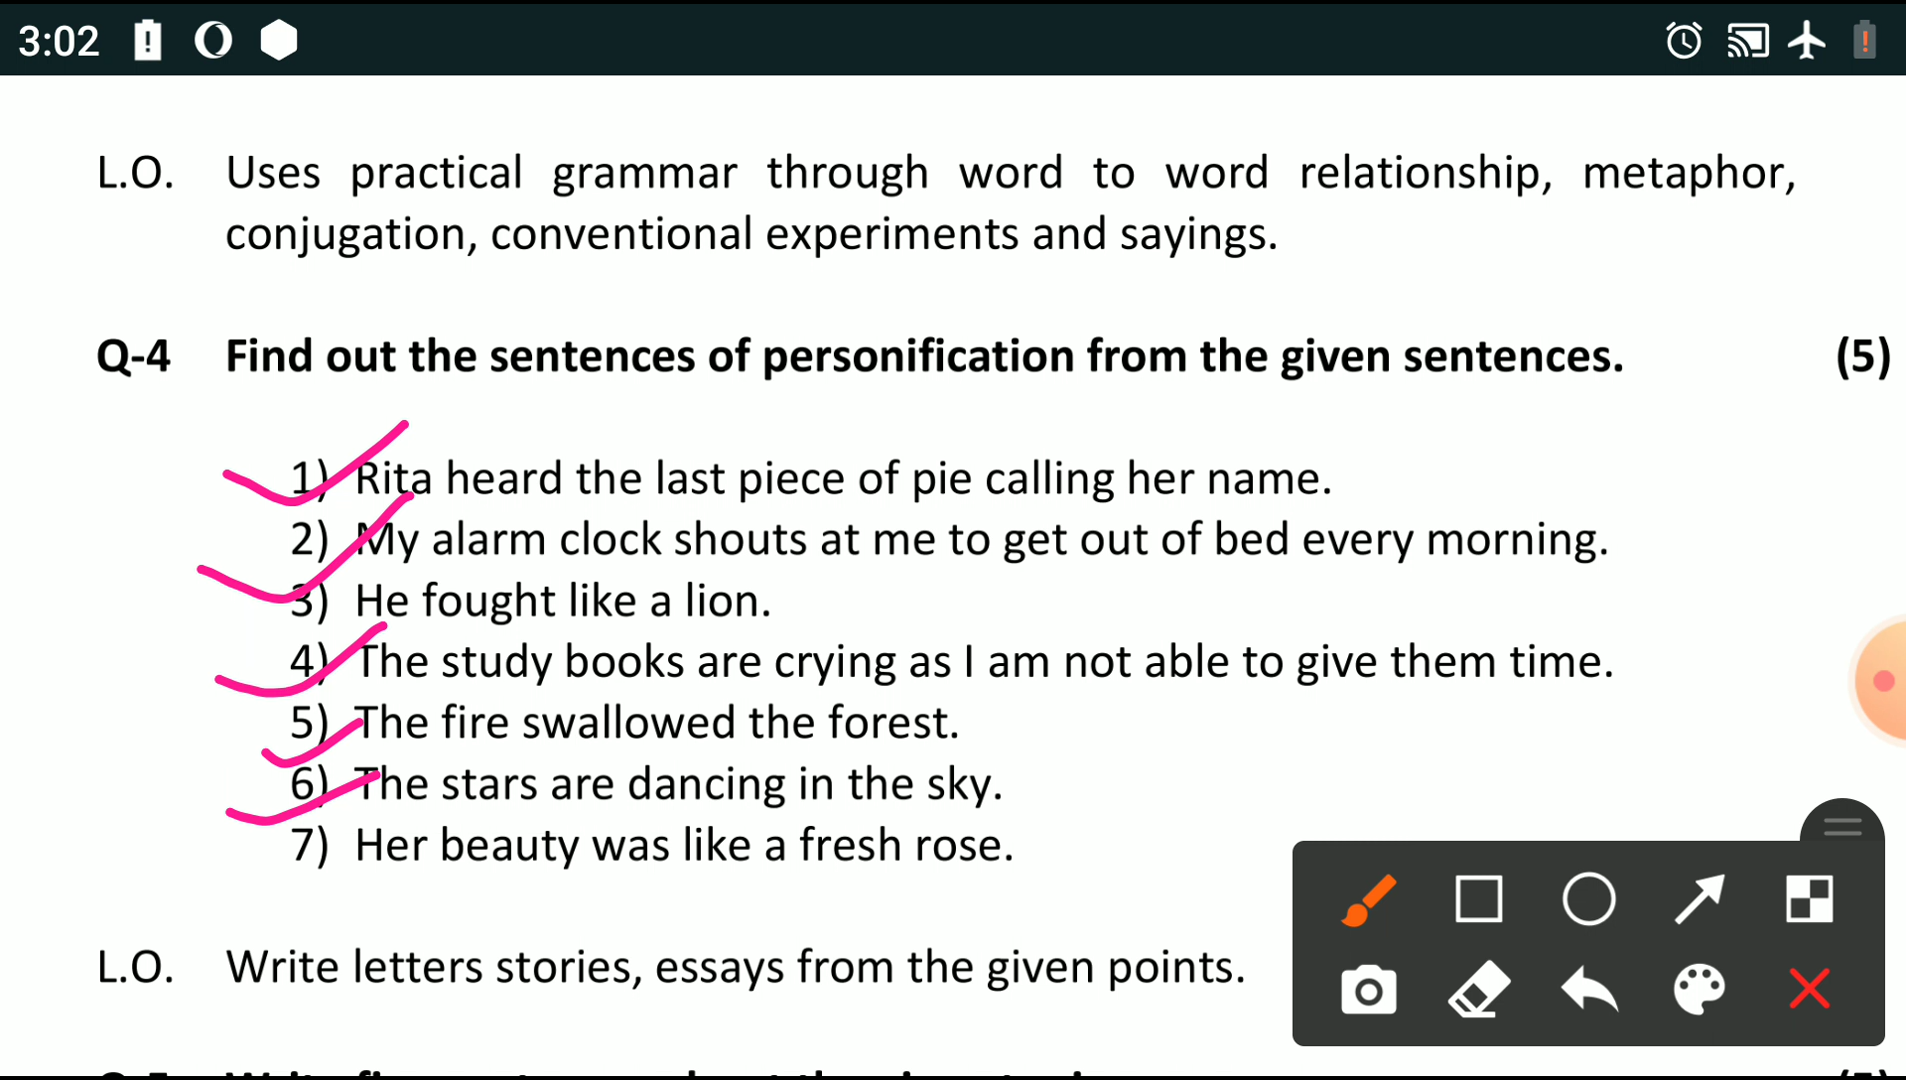 3:02
L.O. Uses practical grammar through word to word relationship, metaphor,
conjugation, conventional experiments and sayings.
Q-4 Find out the sentences of personification from the given sentences. (5)
1) Rita heard the last piece of pie calling her name.
2) My alarm clock shouts at me to get out of bed every morning.
3) He fought like a lion.
4) The study books are crying as I am not able to give them time.
5) The fire swallowed the forest.
6) The stars are dancing in the sky.
7) Her beauty was like a fresh rose.
L.O. Write letters stories, essays from the given points.